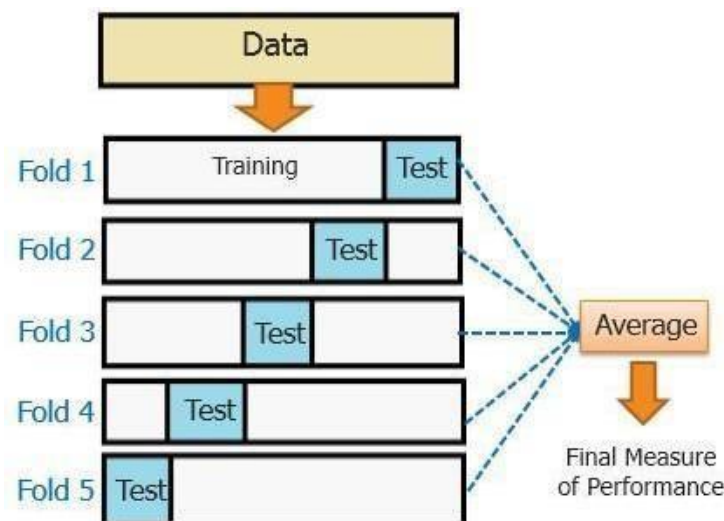 Data
Fold 1
Training
Test
Fold 2
Test
Fold 3
Test
Average
Fold 4
Test
Fold 5
Test
Final Measure
of Performance